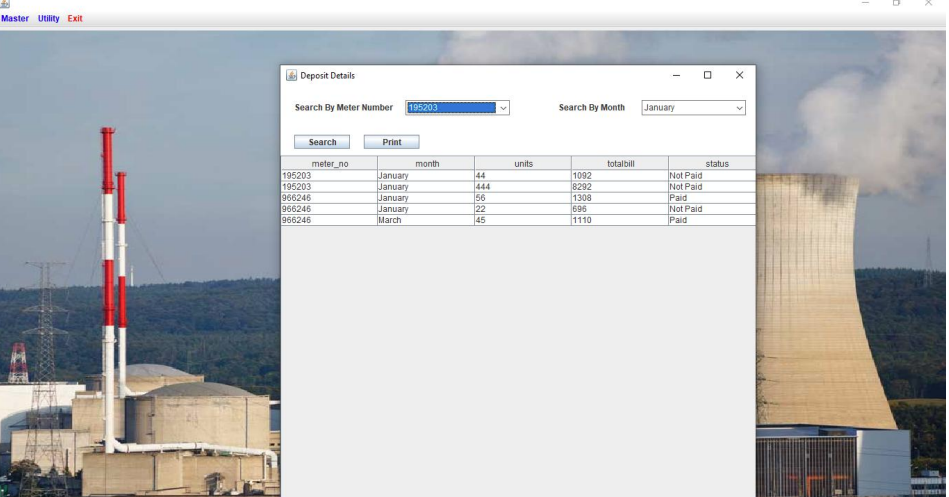 Master Utility Exit
Deposit Details
Search By Meter Number 195203 Search By Month January
Search Print
meter_no month units totalbill status
195203 January 44 1092 Not Paid
195203 January 444 8292 Not Paid
966246 January 56 1308 Paid
966246 January 22 696 Not Paid
966246 March 45 1110 Paid